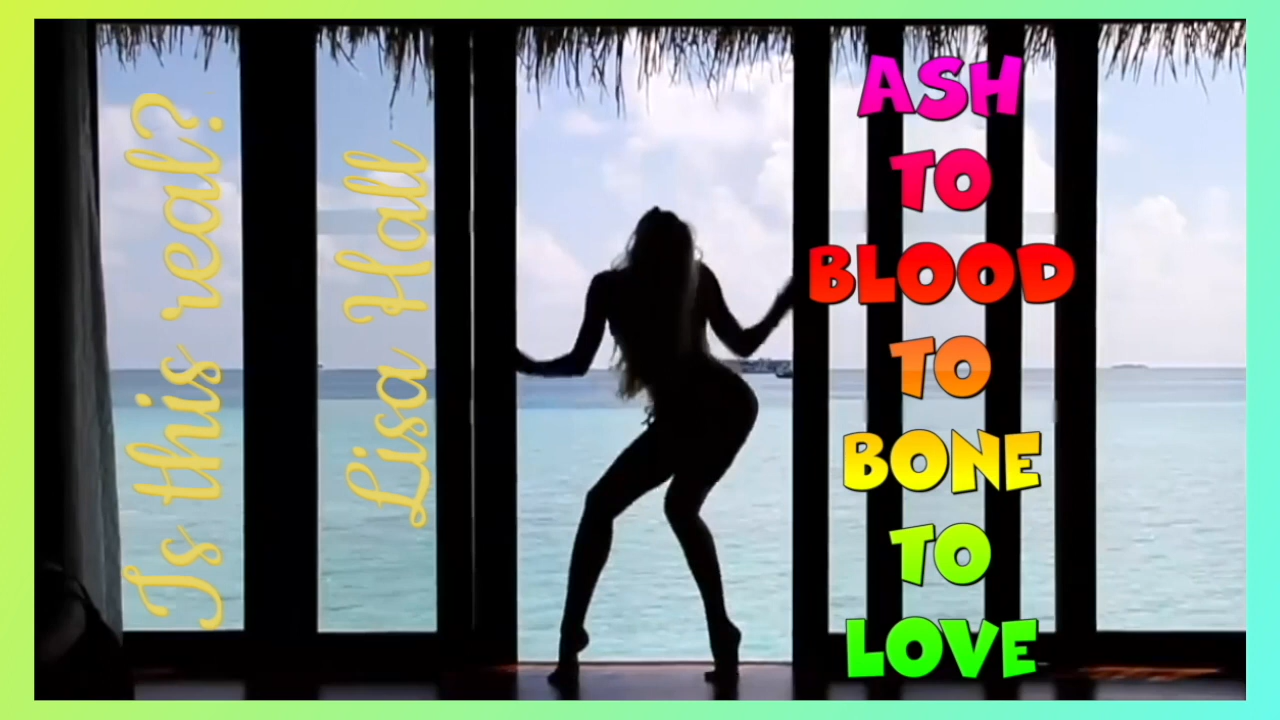 Is this real?
Lisa Hall
ASH
TO
BLOOD
TO
BONE
TO
LOVE